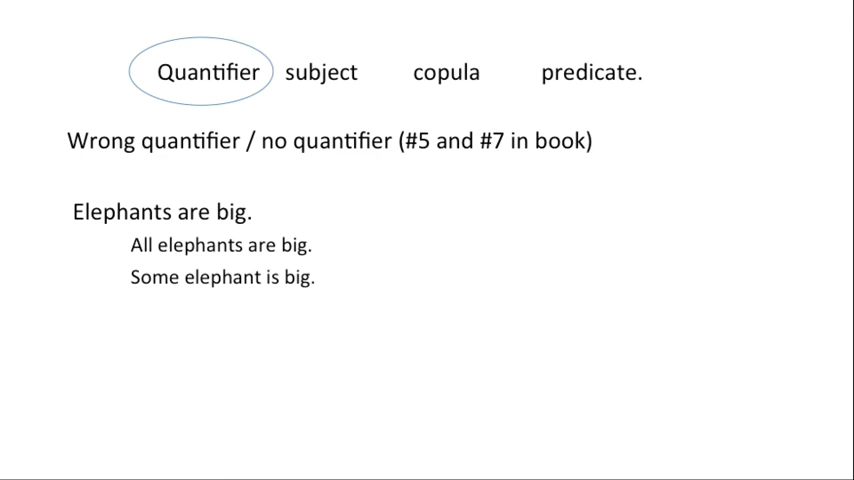 Quantifier subject copula predicate.
Wrong quantifier / no quantifier (#5 and #7 in book)
Elephants are big.
All elephants are big.
Some elephant is big.